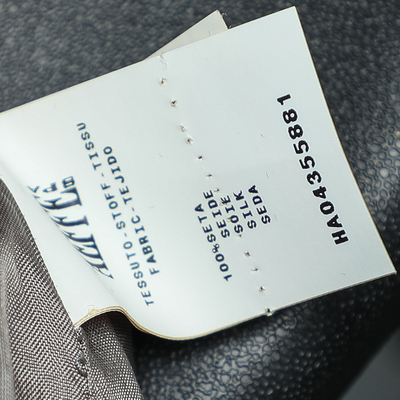 TESSUTO-STOFF-TISSU
FABRIC-TEJIDO
100%SETA
SEIDE
SOIE
SILK
SEDA
HA04355881